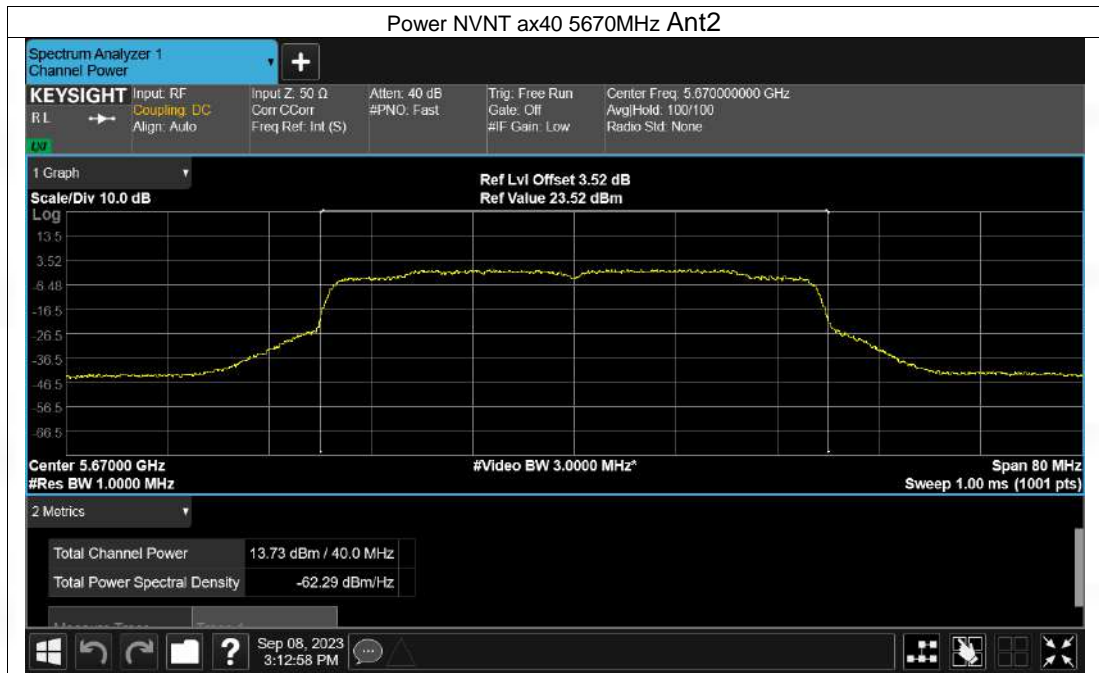 Power NVNT ax40 5670MHz Ant2
Spectrum Analyzer 1
Channel Power
+
KEYSIGHT
RL
LXI
Input: RF
Coupling: DC
Align: Auto
Input Z: 50 Ω
Corr CCorr
Freq Ref: Int (S)
Atten: 40 dB
#PNO: Fast
Trig: Free Run
Gate: Off
#IF Gain: Low
Center Freq: 5.670000000 GHz
Avg|Hold: 100/100
Radio Std: None
1 Graph
Scale/Div 10.0 dB
Ref Lvl Offset 3.52 dB
Ref Value 23.52 dBm
Log
13.5
3.52
-6.48
-16.5
-26.5
-36.5
-46.5
-56.5
-66.5
Center 5.67000 GHz
#Video BW 3.0000 MHz*
Span 80 MHz
#Res BW 1.0000 MHz
Sweep 1.00 ms (1001 pts)
2 Metrics
Total Channel Power 13.73 dBm / 40.0 MHz
Total Power Spectral Density -62.29 dBm/Hz
?
Sep 08, 2023
3:12:58 PM